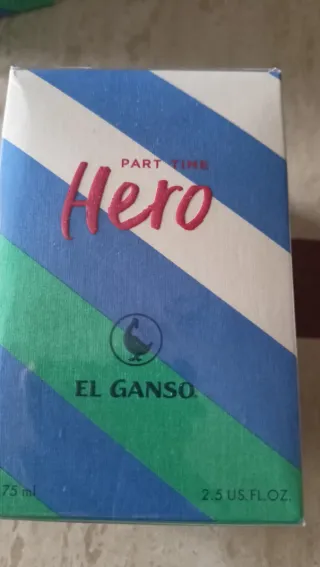 PART TIME
Hero
EL GANSO
75 ml
2.5 US.FL.OZ.